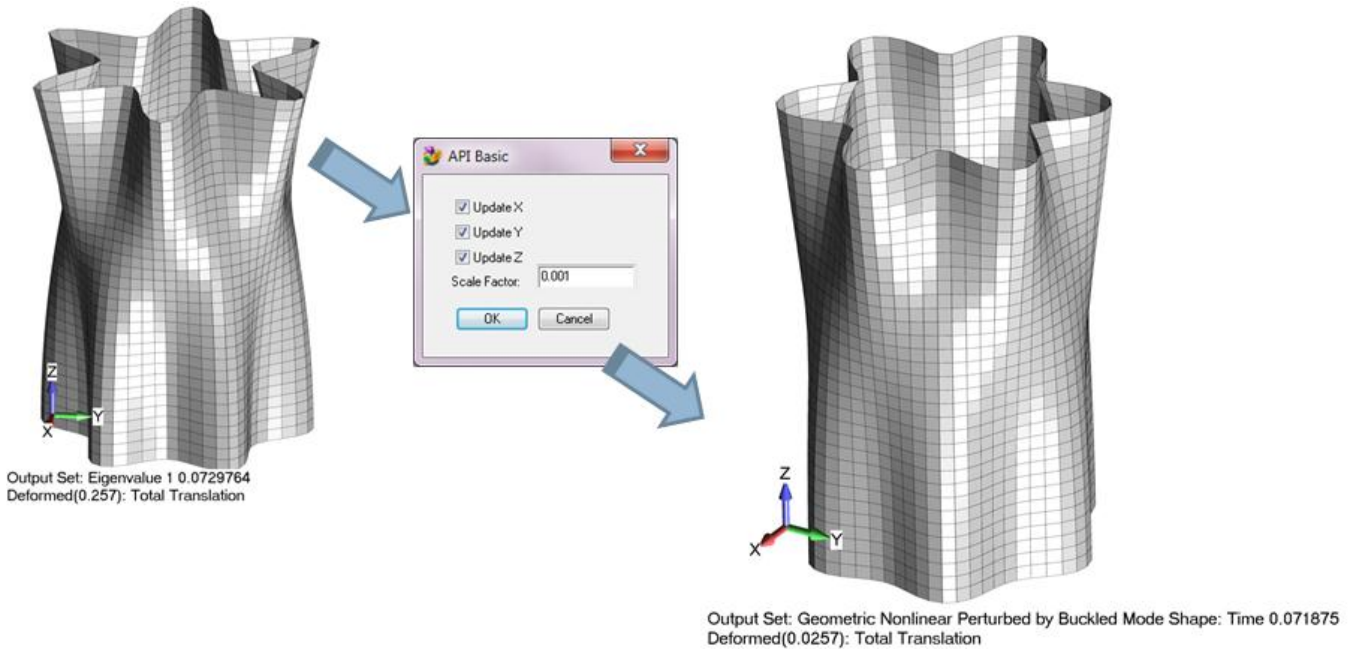 Z
Y
X
Output Set: Eigenvalue 1 0.0729764
Deformed(0.257): Total Translation
API Basic
Update X
Update Y
Update Z
Scale Factor: 0.001
OK Cancel
Z
X
Y
Output Set: Geometric Nonlinear Perturbed by Buckled Mode Shape: Time 0.071875
Deformed(0.0257): Total Translation